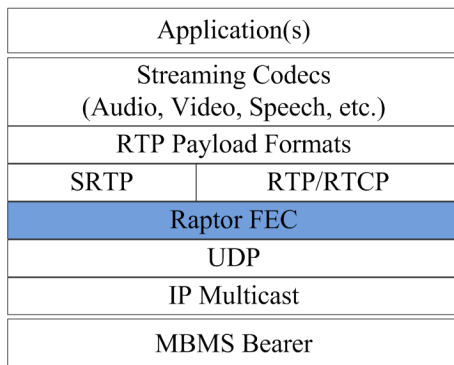 Application(s)
Streaming Codecs
(Audio, Video, Speech, etc.)
RTP Payload Formats
SRTP
RTP/RTCP
Raptor FEC
UDP
IP Multicast
MBMS Bearer